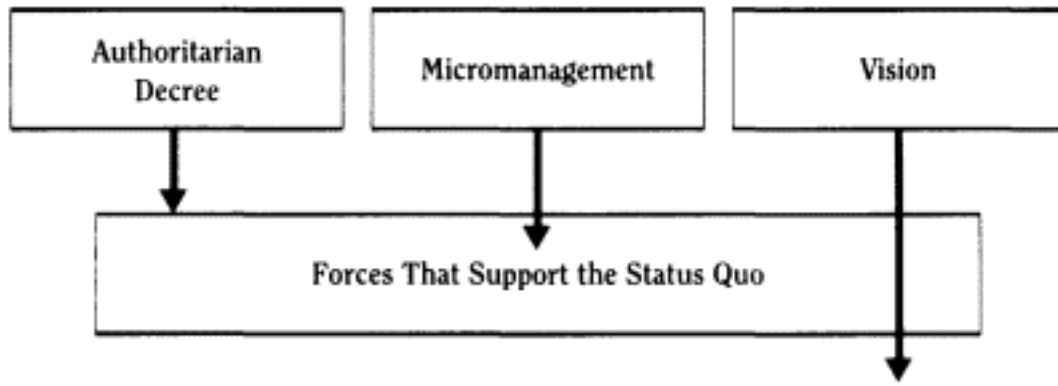 Authoritarian
Decree
Micromanagement
Vision
Forces That Support the Status Quo